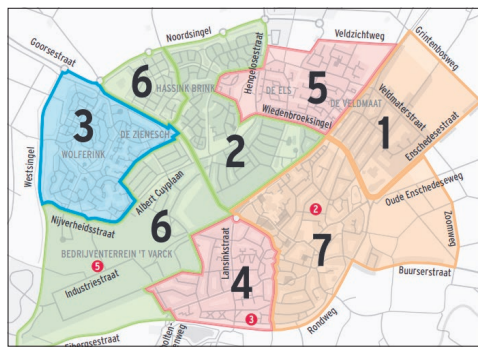 Noordsingel
Veldzichtweg
Grintenbosweg
Goorsestraat
Hengelosestraat
6
HASSINK BRINK
DE ELS
5
DE VELDMAAT
Veldmaterstraat
1
Enschedesestraat
3
DE ZIENESCH
WOLFERINK
Wiedenbroeksingel
2
Westsingel
Albert Cuyplaan
Oude Enschedeseweg
2
Zoomweg
Nijverheidsstraat
6
7
BEDRIJVENTERREIN 'T VARCK
5
Lansinkstraat
Buurserstraat
Industriestraat
4
3
Rondweg
Eibergsestraat